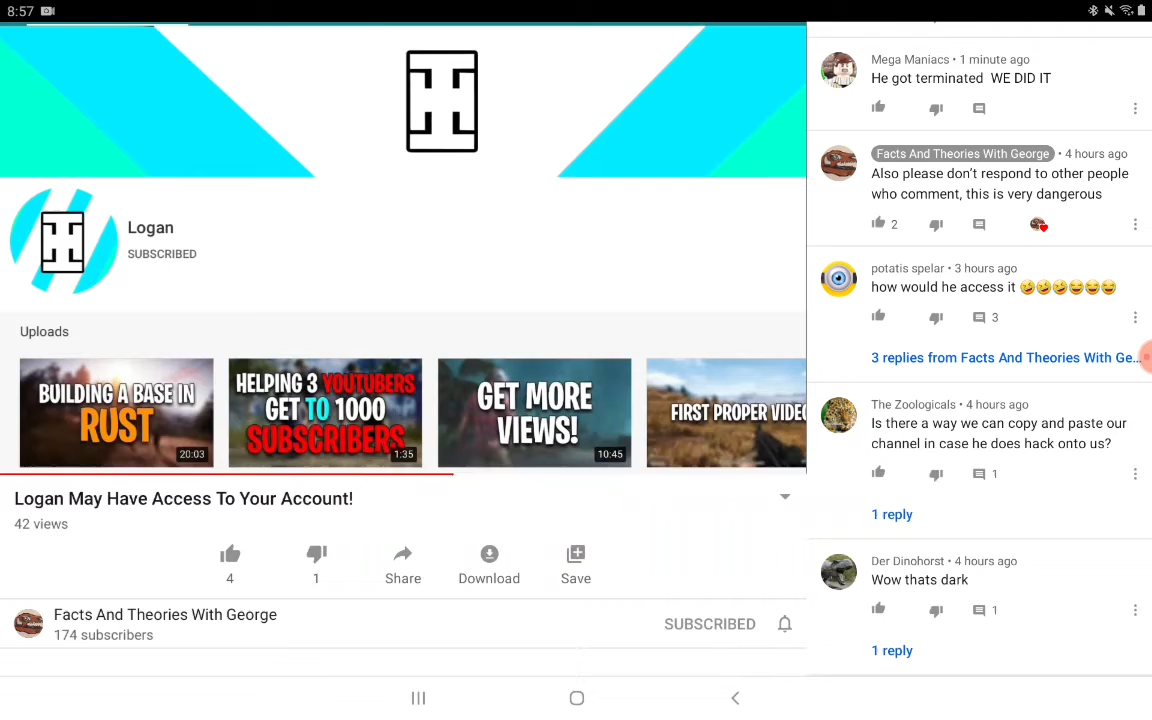 8:57
Logan
SUBSCRIBED
Uploads
BUILDING A BASE IN
RUST
20:03
HELPING 3 YOUTUBERS
GET TO 1000
SUBSCRIBERS
1:35
GET MORE
VIEWS!
10:45
FIRST PROPER VIDEO
Logan May Have Access To Your Account!
42 views
4
1
Share
Download
Save
Facts And Theories With George
174 subscribers
SUBSCRIBED
Mega Maniacs • 1 minute ago
He got terminated WE DID IT
Facts And Theories With George • 4 hours ago
Also please don't respond to other people
who comment, this is very dangerous
2
potatis spelar • 3 hours ago
how would he access it 🤣🤣🤣😂😂😂
3
3 replies from Facts And Theories With Ge...
The Zoologicals • 4 hours ago
Is there a way we can copy and paste our
channel in case he does hack onto us?
1
1 reply
Der Dinohorst • 4 hours ago
Wow thats dark
1
1 reply